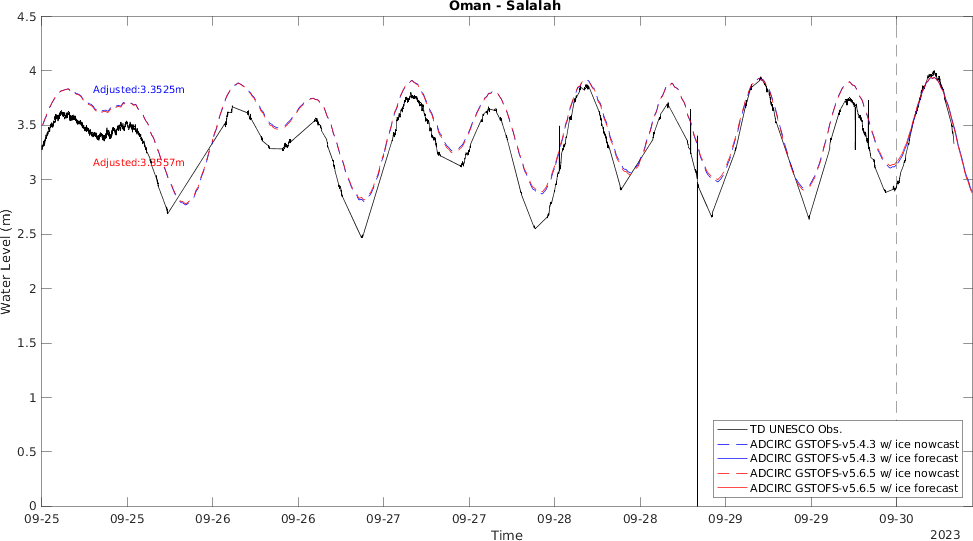 Oman - Salalah
4.5
4
3.5
3
2.5
2
1.5
1
0.5
0
Water Level (m)
Adjusted:3.3525m
Adjusted:3.3557m
TD UNESCO Obs.
ADCIRC GSTOFS-v5.4.3 w/ ice nowcast
ADCIRC GSTOFS-v5.4.3 w/ ice forecast
ADCIRC GSTOFS-v5.6.5 w/ ice nowcast
ADCIRC GSTOFS-v5.6.5 w/ ice forecast
09-25 09-25 09-26 09-26 09-27 09-27 09-28 09-28 09-29 09-29 09-30
Time
2023